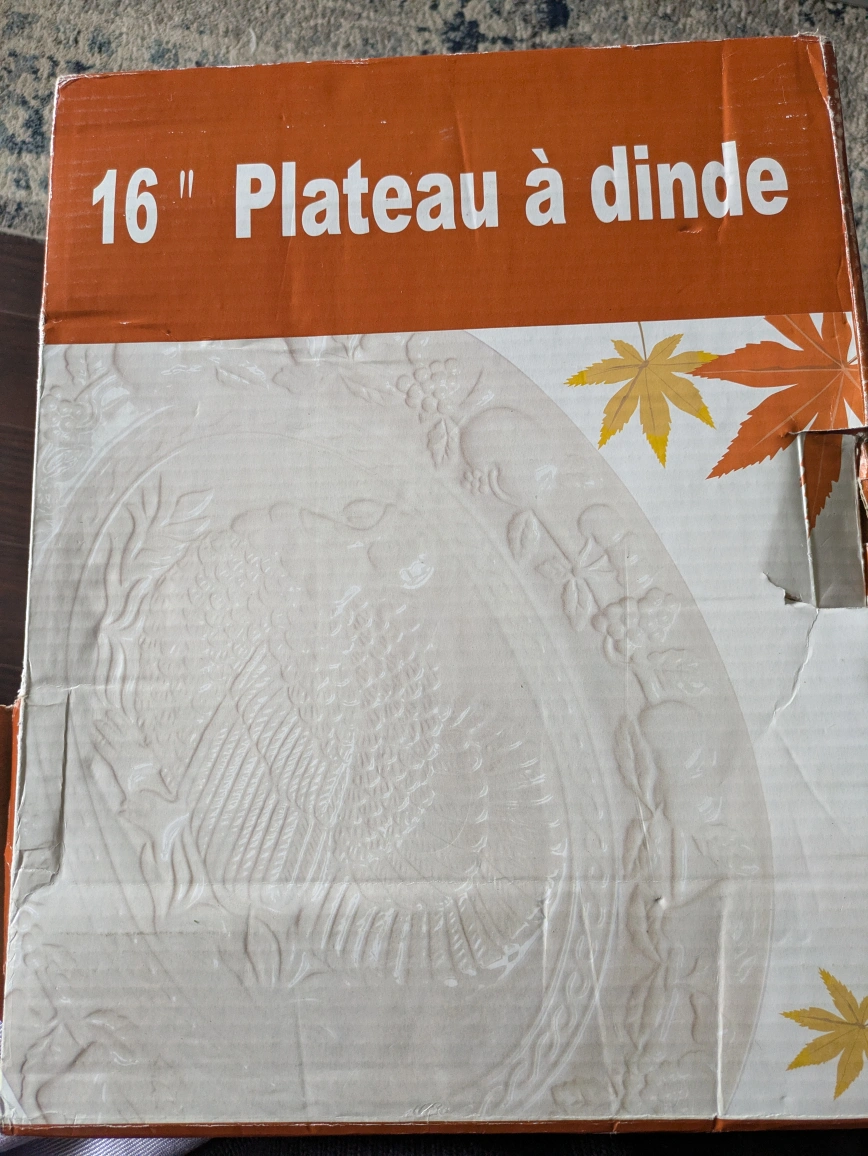 16" Plateau à dinde